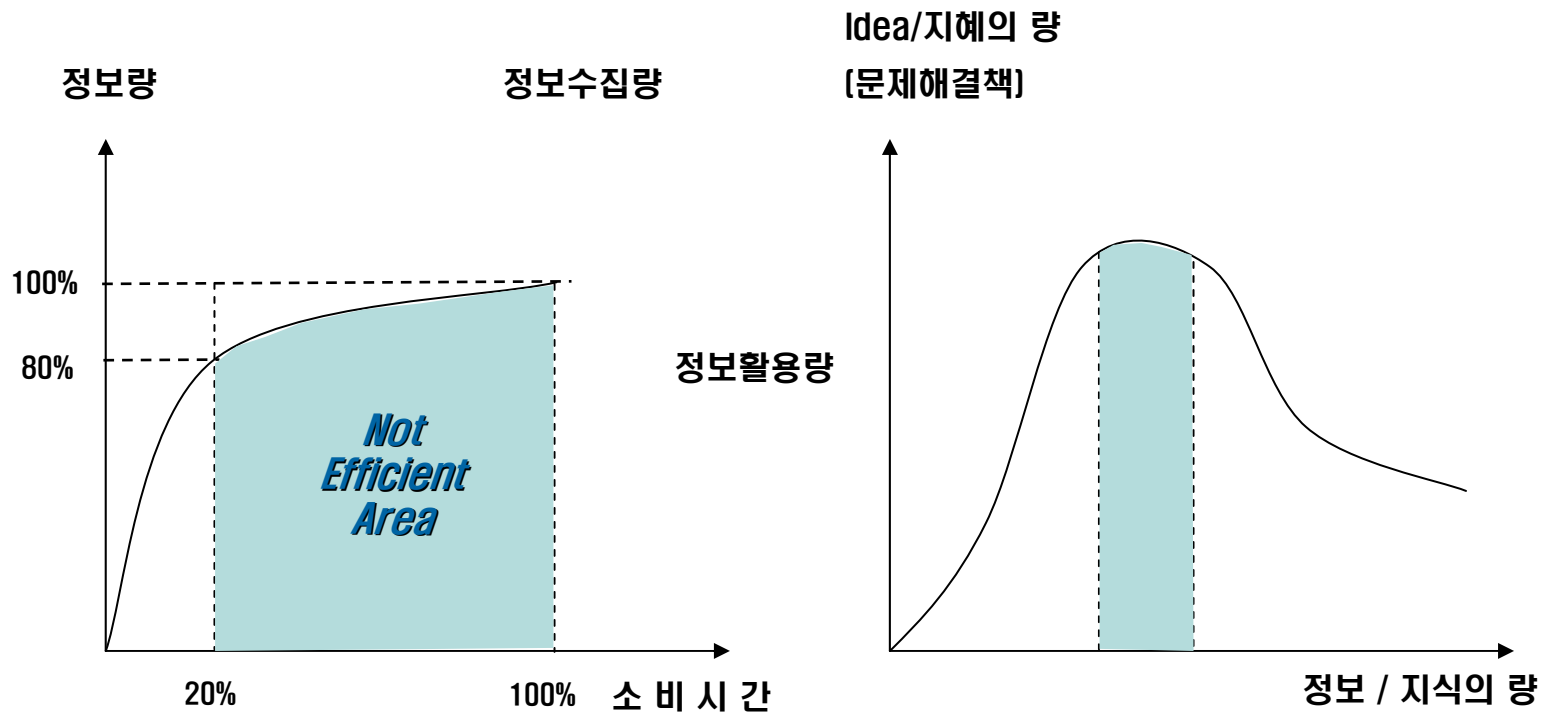 정보량
정보수집량
100%
80%
Not
Efficient
Area
20%
100%
소 비 시 간
Idea/지혜의 량
(문제해결책)
정보활용량
정보 / 지식의 량